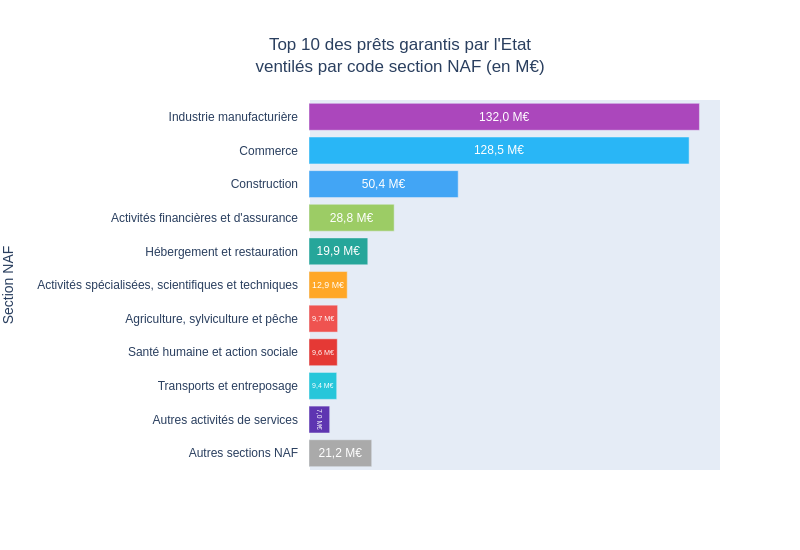 Top 10 des prêts garantis par l'Etat
ventilés par code section NAF (en M€)
Section NAF
Industrie manufacturière 132,0 M€
Commerce 128,5 M€
Construction 50,4 M€
Activités financières et d'assurance 28,8 M€
Hébergement et restauration 19,9 M€
Activités spécialisées, scientifiques et techniques 12,9 M€
Agriculture, sylviculture et pêche 9,7 M€
Santé humaine et action sociale 9,6 M€
Transports et entreposage 9,4 M€
Autres activités de services 7,0 M€
Autres sections NAF 21,2 M€